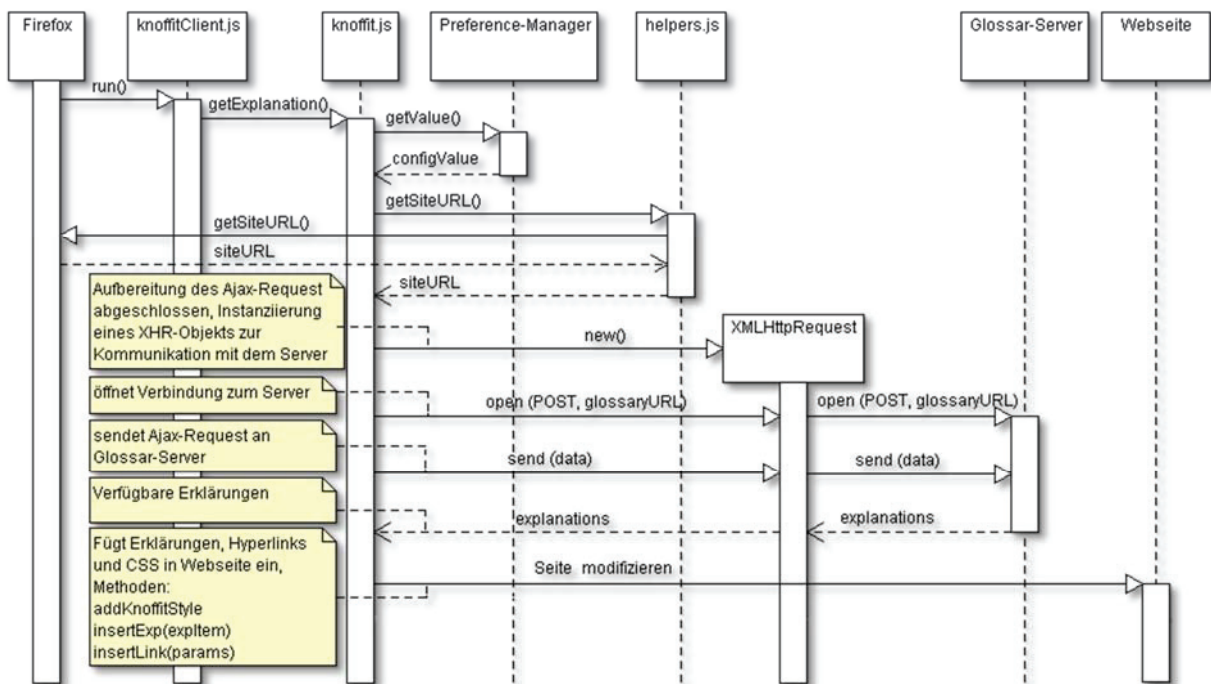 Firefox
knoffitClient.js
knoffit.js
Preference-Manager
helpers.js
Glossar-Server
Webseite
run()
getExplanation()
getValue()
configValue
getSiteURL()
getSiteURL()
siteURL
siteURL
Aufbereitung des Ajax-Request
abgeschlossen, Instanziierung
eines XHR-Objekts zur
Kommunikation mit dem Server
new()
XMLHttpRequest
öffnet Verbindung zum Server
open (POST, glossaryURL)
open (POST, glossaryURL)
sendet Ajax-Request an
Glossar-Server
send (data)
send (data)
Verfügbare Erklärungen
explanations
explanations
Fügt Erklärungen, Hyperlinks
und CSS in Webseite ein,
Methoden:
addKnoffitStyle
insertExp(expItem)
insertLink(params)
Seite modifizieren